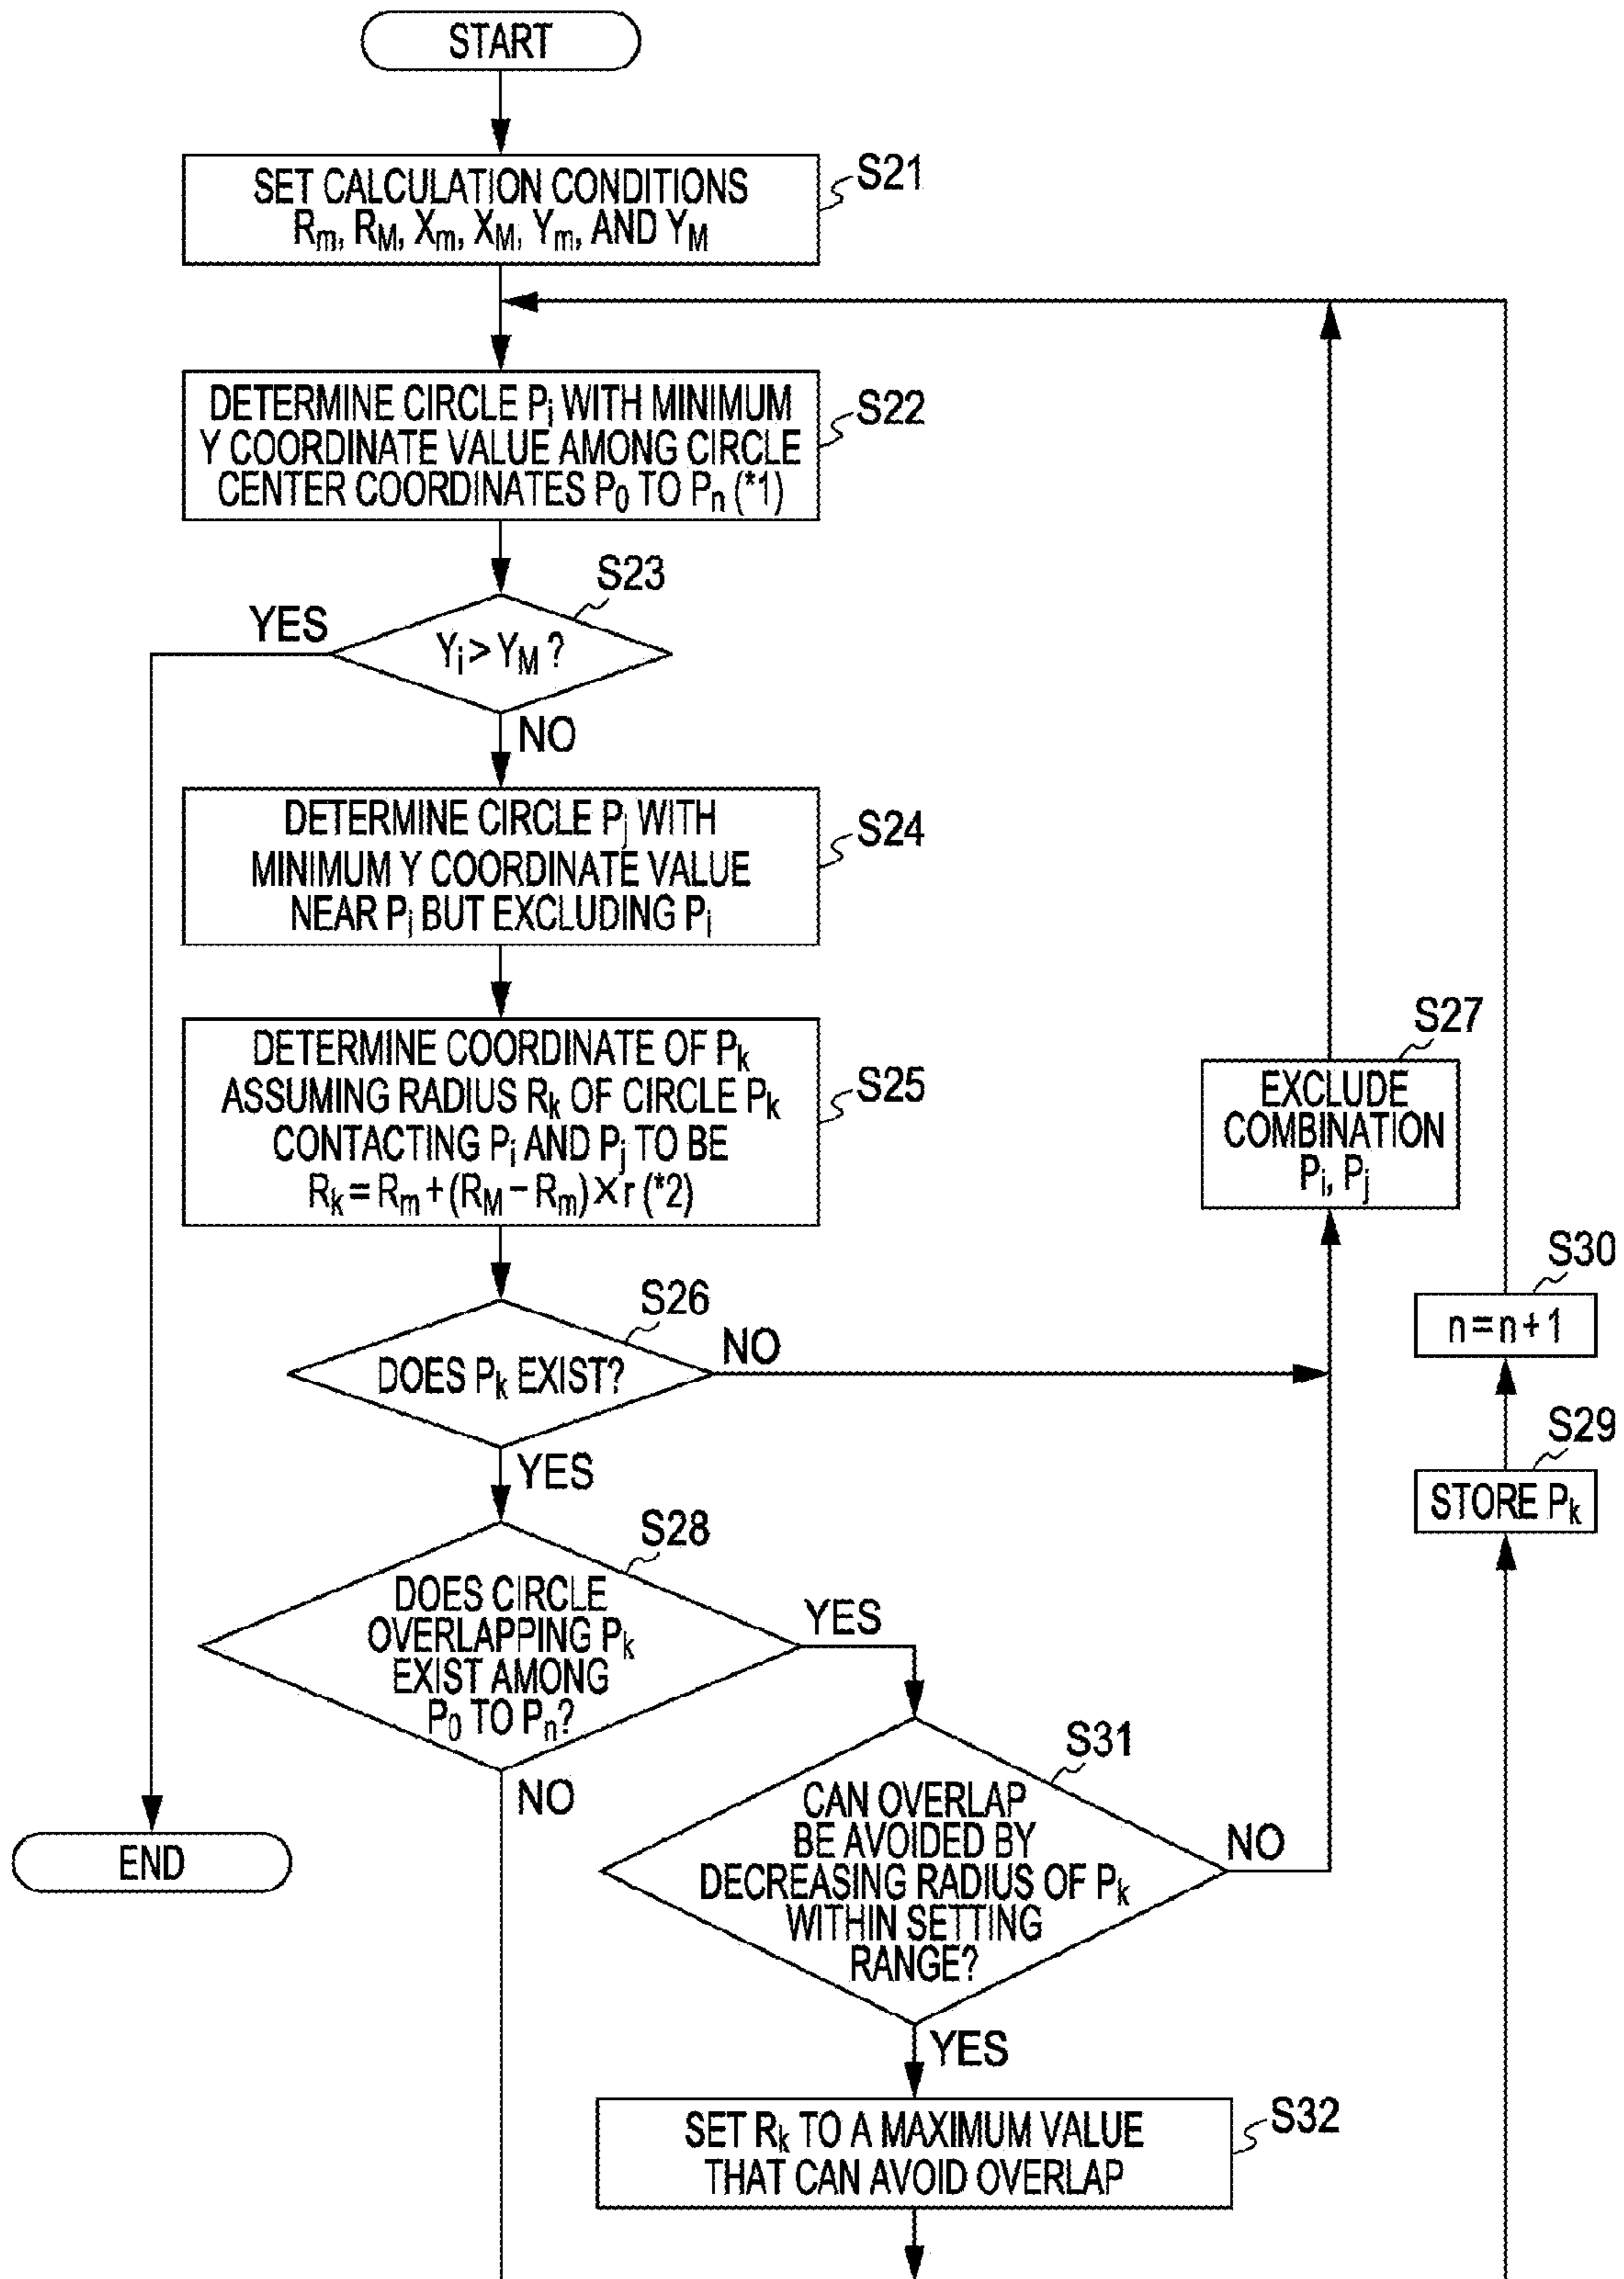 START
SET CALCULATION CONDITIONS
Rm, RM, Xm, XM, Ym, AND YM
S21
DETERMINE CIRCLE Pi WITH MINIMUM
Y COORDINATE VALUE AMONG CIRCLE
CENTER COORDINATES P0 TO Pn (*1)
S22
S23
YES
Yi > YM ?
NO
DETERMINE CIRCLE Pj WITH
MINIMUM Y COORDINATE VALUE
NEAR Pi BUT EXCLUDING Pi
S24
DETERMINE COORDINATE OF Pk
ASSUMING RADIUS Rk OF CIRCLE Pk
CONTACTING Pi AND Pj TO BE
Rk = Rm + (RM − Rm) × r (*2)
S25
S27
EXCLUDE
COMBINATION
Pi, Pj
S26
DOES Pk EXIST?
NO
YES
S30
n = n + 1
S29
STORE Pk
S28
DOES CIRCLE
OVERLAPPING Pk
EXIST AMONG
P0 TO Pn?
YES
NO
S31
CAN OVERLAP
BE AVOIDED BY
DECREASING RADIUS OF Pk
WITHIN SETTING
RANGE?
NO
YES
END
SET Rk TO A MAXIMUM VALUE
THAT CAN AVOID OVERLAP
S32